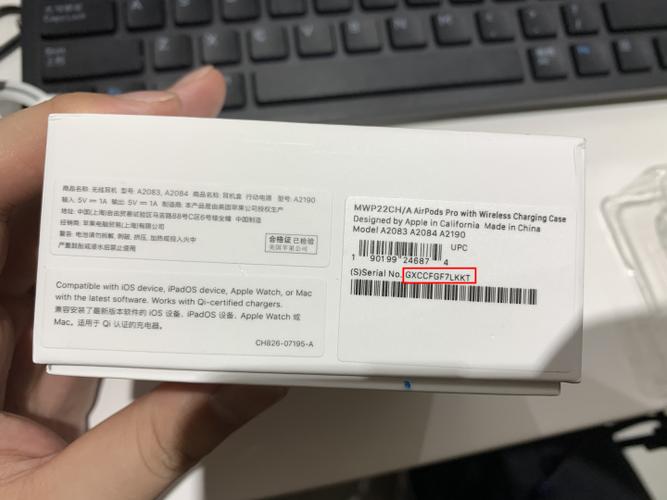 商品名称: 无线耳机 型号: A2083, A2084 商品名称: 耳机盒 行动电源 型号: A2190
输入: 5V ⎓ 1A 输出: 5V ⎓ 1A 制造商: 本产品是由美国苹果公司授权生产
地址: 中国(上海)自由贸易试验区马吉路88号C区6号楼全幢 中国制造
经销商: 苹果电脑贸易(上海)有限公司
警告: 电池请勿拆装, 刺破, 挤压, 加热或投入火中
严重鼓胀或浸水后禁止使用
合格证 已检验
美国苹果公司
Compatible with iOS device, iPadOS device, Apple Watch, or Mac
with the latest software. Works with Qi-certified chargers.
兼容安装了最新版本软件的 iOS 设备、iPadOS 设备、Apple Watch 或
Mac。适用于 Qi 认证的充电器。
CH826-07195-A
MWP22CH/A AirPods Pro with Wireless Charging Case
Designed by Apple in California Made in China
Model A2083 A2084 A2190
UPC
1 90199 24687 4
(S)Serial No. GXCCFGF7LKKT